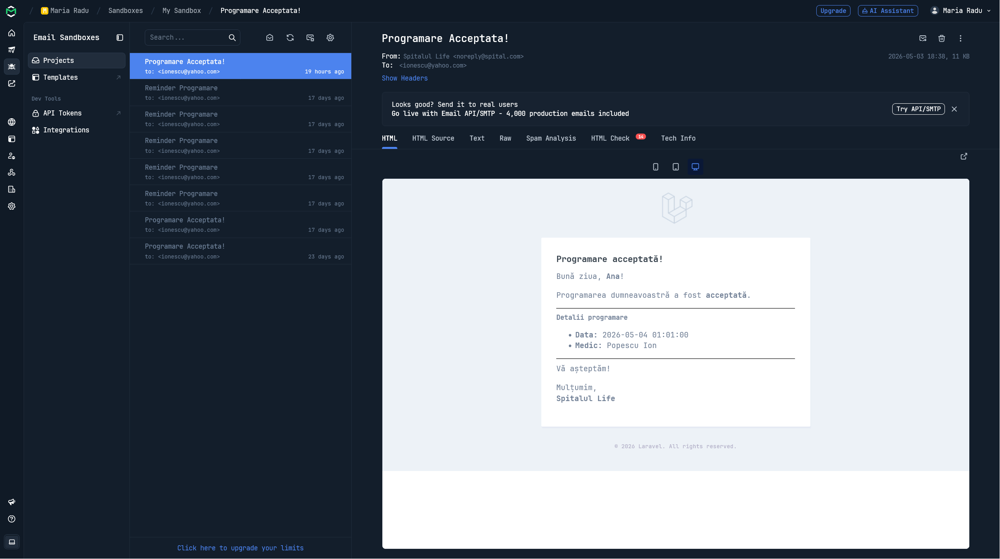 / M Maria Radu / Sandboxes / My Sandbox / Programare Acceptata!
Upgrade
AI Assistant
Maria Radu
Email Sandboxes
Projects
Templates
Dev Tools
API Tokens
Integrations
Search...
Programare Acceptata!
to: <ionescu@yahoo.com> 19 hours ago
Reminder Programare
to: <ionescu@yahoo.com> 17 days ago
Reminder Programare
to: <ionescu@yahoo.com> 17 days ago
Reminder Programare
to: <ionescu@yahoo.com> 17 days ago
Reminder Programare
to: <ionescu@yahoo.com> 17 days ago
Reminder Programare
to: <ionescu@yahoo.com> 17 days ago
Programare Acceptata!
to: <ionescu@yahoo.com> 17 days ago
Programare Acceptata!
to: <ionescu@yahoo.com> 23 days ago
Click here to upgrade your limits
Programare Acceptata!
From: Spitalul Life <noreply@spital.com>
2026-05-03 18:38, 11 KB
To: <ionescu@yahoo.com>
Show Headers
Looks good? Send it to real users
Go live with Email API/SMTP - 4,000 production emails included
Try API/SMTP
HTML HTML Source Text Raw Spam Analysis HTML Check 14 Tech Info
Programare acceptată!
Bună ziua, Ana!
Programarea dumneavoastră a fost acceptată.
Detalii programare
• Data: 2026-05-04 01:01:00
• Medic: Popescu Ion
Vă așteptăm!
Mulțumim,
Spitalul Life
© 2026 Laravel. All rights reserved.